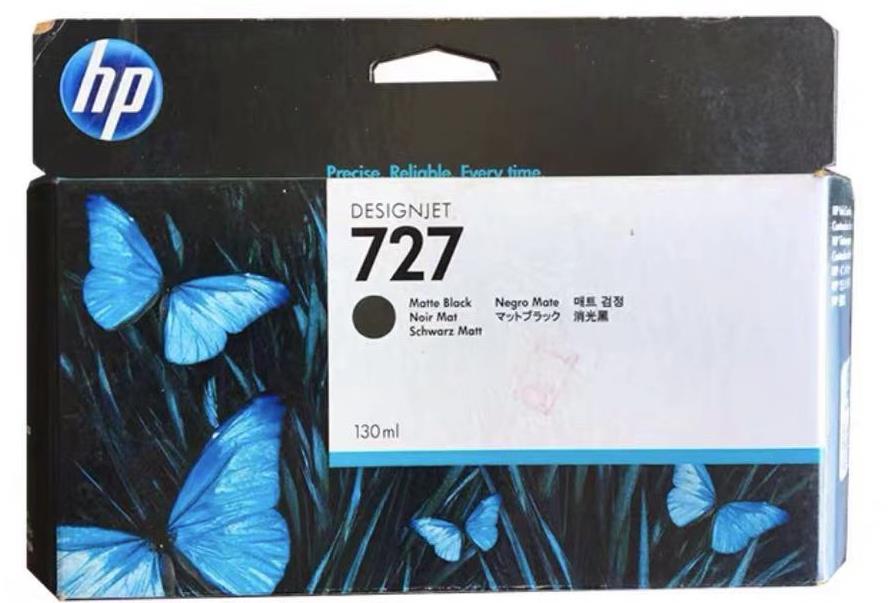 hp
Precise. Reliable. Every time.
DESIGNJET
727
Matte Black
Noir Mat
Schwarz Matt
Negro Mate
マットブラック
매트 검정
消光黑
130ml